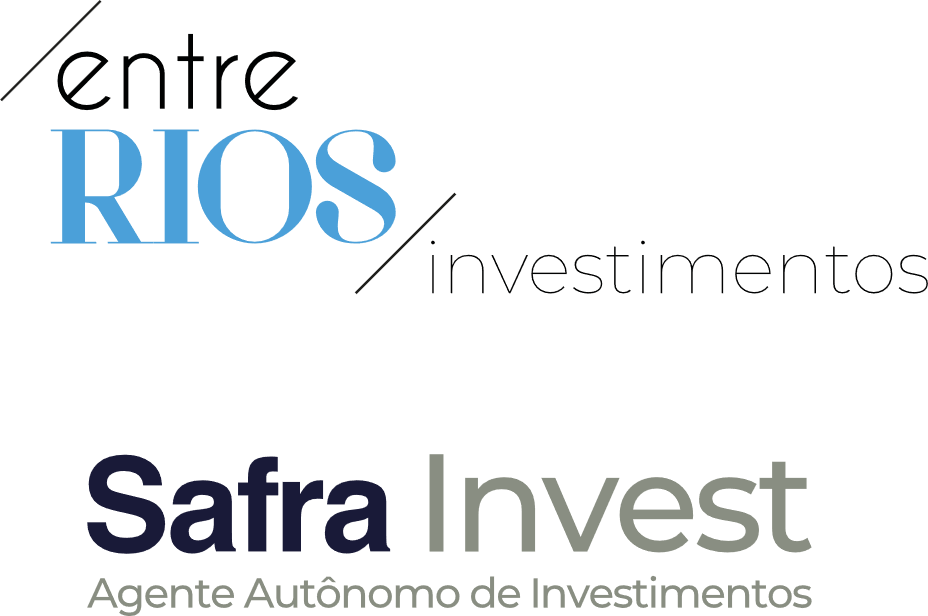 entre
RIOS
investimentos
Safra Invest
Agente Autônomo de Investimentos